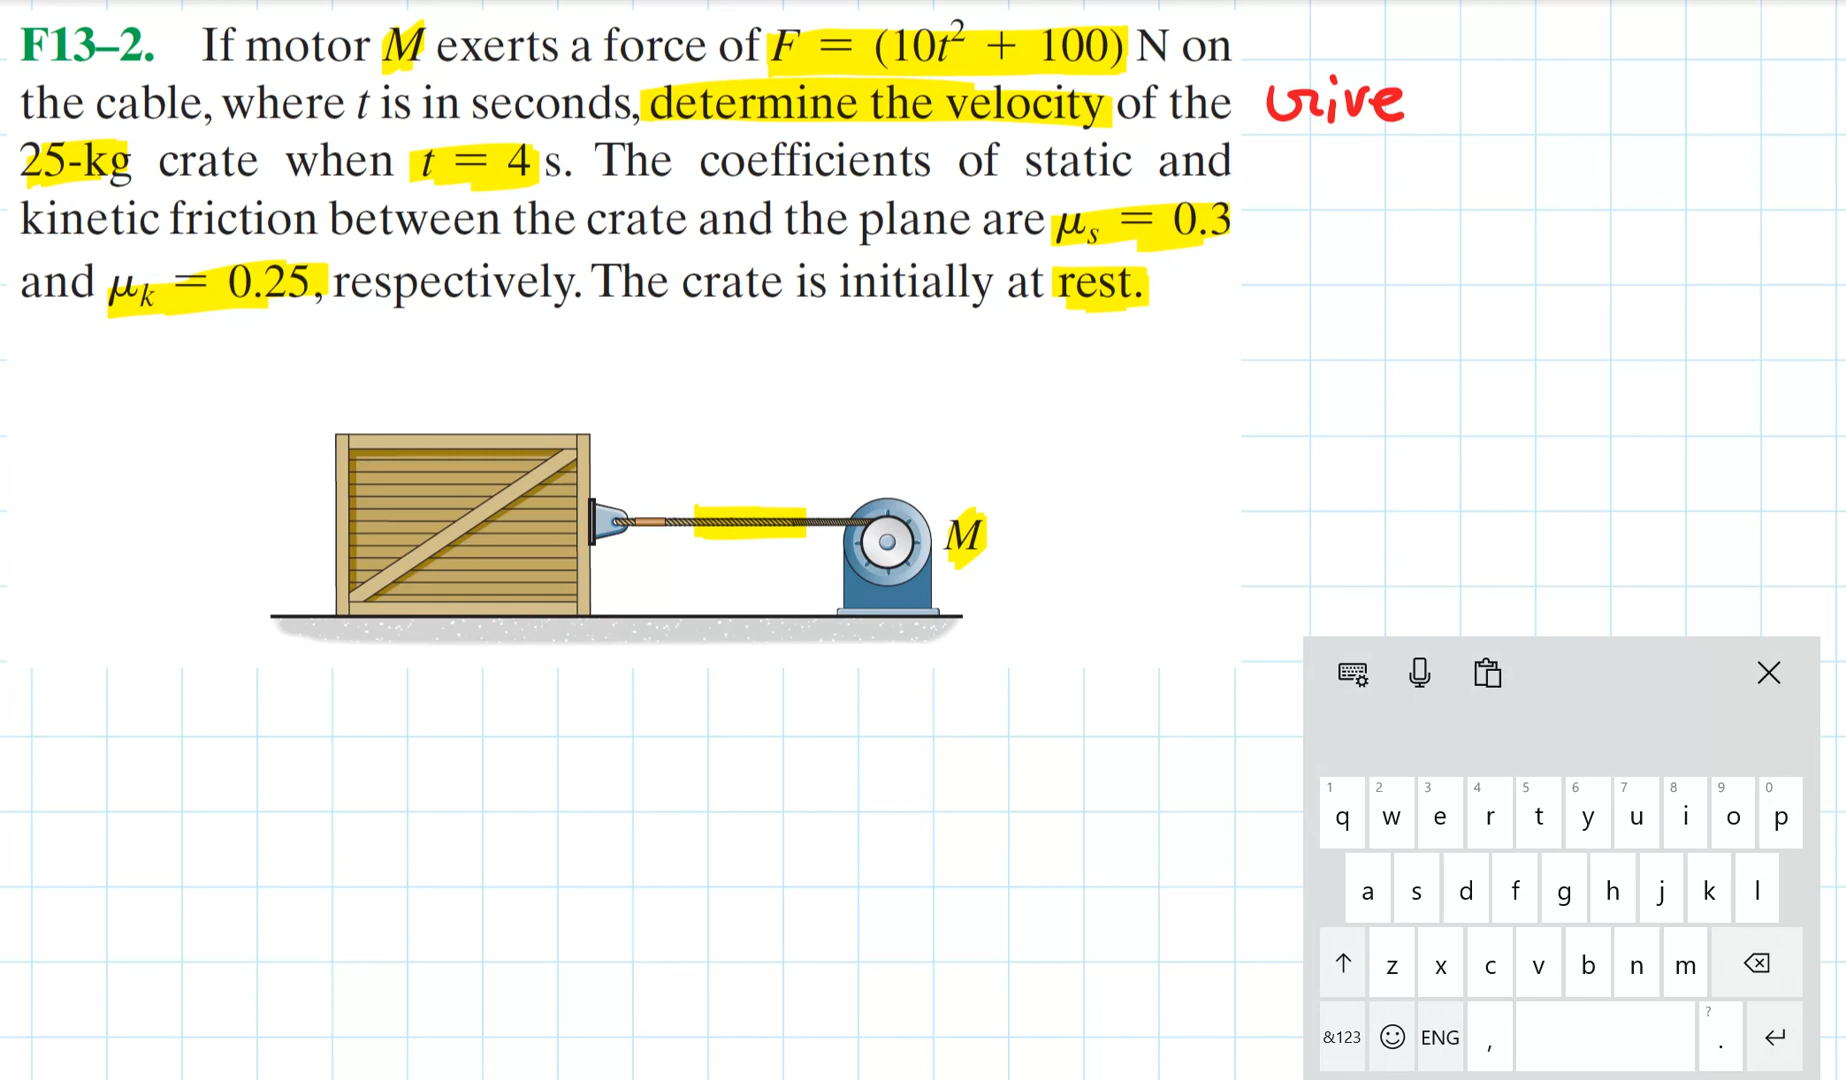 F13–2. If motor M exerts a force of F = (10t² + 100) N on
the cable, where t is in seconds, determine the velocity of the
25-kg crate when t = 4 s. The coefficients of static and
kinetic friction between the crate and the plane are μₛ = 0.3
and μₖ = 0.25, respectively. The crate is initially at rest.
M
1 2 3 4 5 6 7 8 9 0
q w e r t y u i o p
a s d f g h j k l
z x c v b n m
&123 ENG , ? .